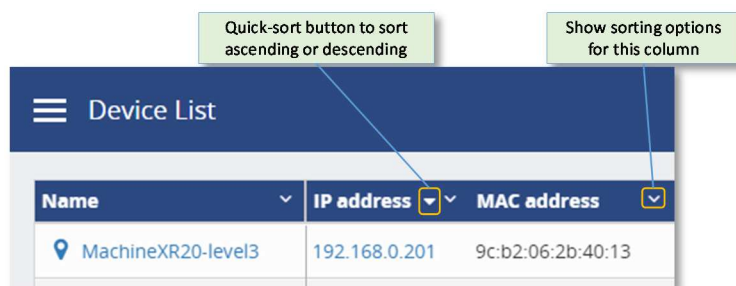 Quick-sort button to sort
ascending or descending
Show sorting options
for this column
Device List
Name IP address MAC address
MachineXR20-level3 192.168.0.201 9c:b2:06:2b:40:13